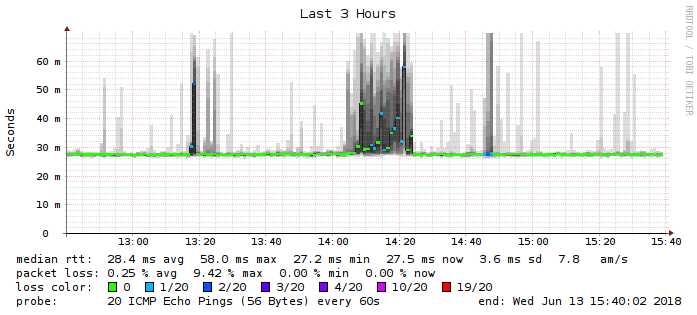 Last 3 Hours
RRDTOOL / TOBI OETIKER
Seconds
60 m
50 m
40 m
30 m
20 m
10 m
0
13:00 13:20 13:40 14:00 14:20 14:40 15:00 15:20 15:40
median rtt: 28.4 ms avg 58.0 ms max 27.2 ms min 27.5 ms now 3.6 ms sd 7.8 am/s
packet loss: 0.25 % avg 9.42 % max 0.00 % min 0.00 % now
loss color: 0 1/20 2/20 3/20 4/20 10/20 19/20
probe: 20 ICMP Echo Pings (56 Bytes) every 60s end: Wed Jun 13 15:40:02 2018